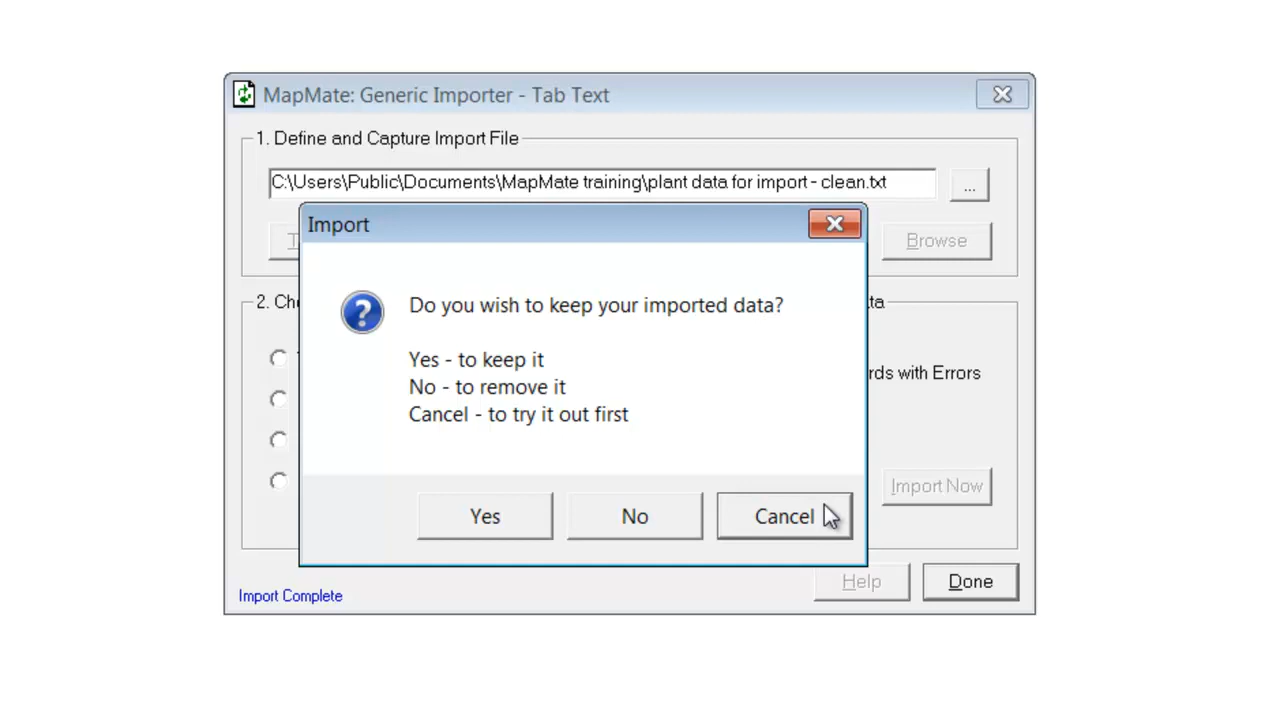 MapMate: Generic Importer - Tab Text
1. Define and Capture Import File
C:\Users\Public\Documents\MapMate training\plant data for import - clean.txt
...
Browse
Import
Do you wish to keep your imported data?
Yes - to keep it
No - to remove it
Cancel - to try it out first
Yes
No
Cancel
2. Ch
ta
rds with Errors
Import Now
Help
Done
Import Complete